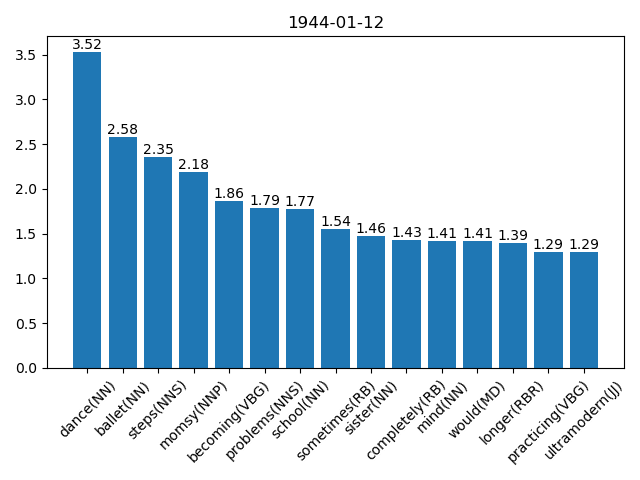 1944-01-12
3.5
3.0
2.5
2.0
1.5
1.0
0.5
0.0
3.52
2.58
2.35
2.18
1.86
1.79
1.77
1.54
1.46
1.43
1.41
1.41
1.39
1.29
1.29
dance(NN)
ballet(NN)
steps(NNS)
momsy(NNP)
becoming(VBG)
problems(NNS)
school(NN)
sometimes(RB)
sister(NN)
completely(RB)
mind(NN)
would(MD)
longer(RBR)
practicing(VBG)
ultramodern(JJ)